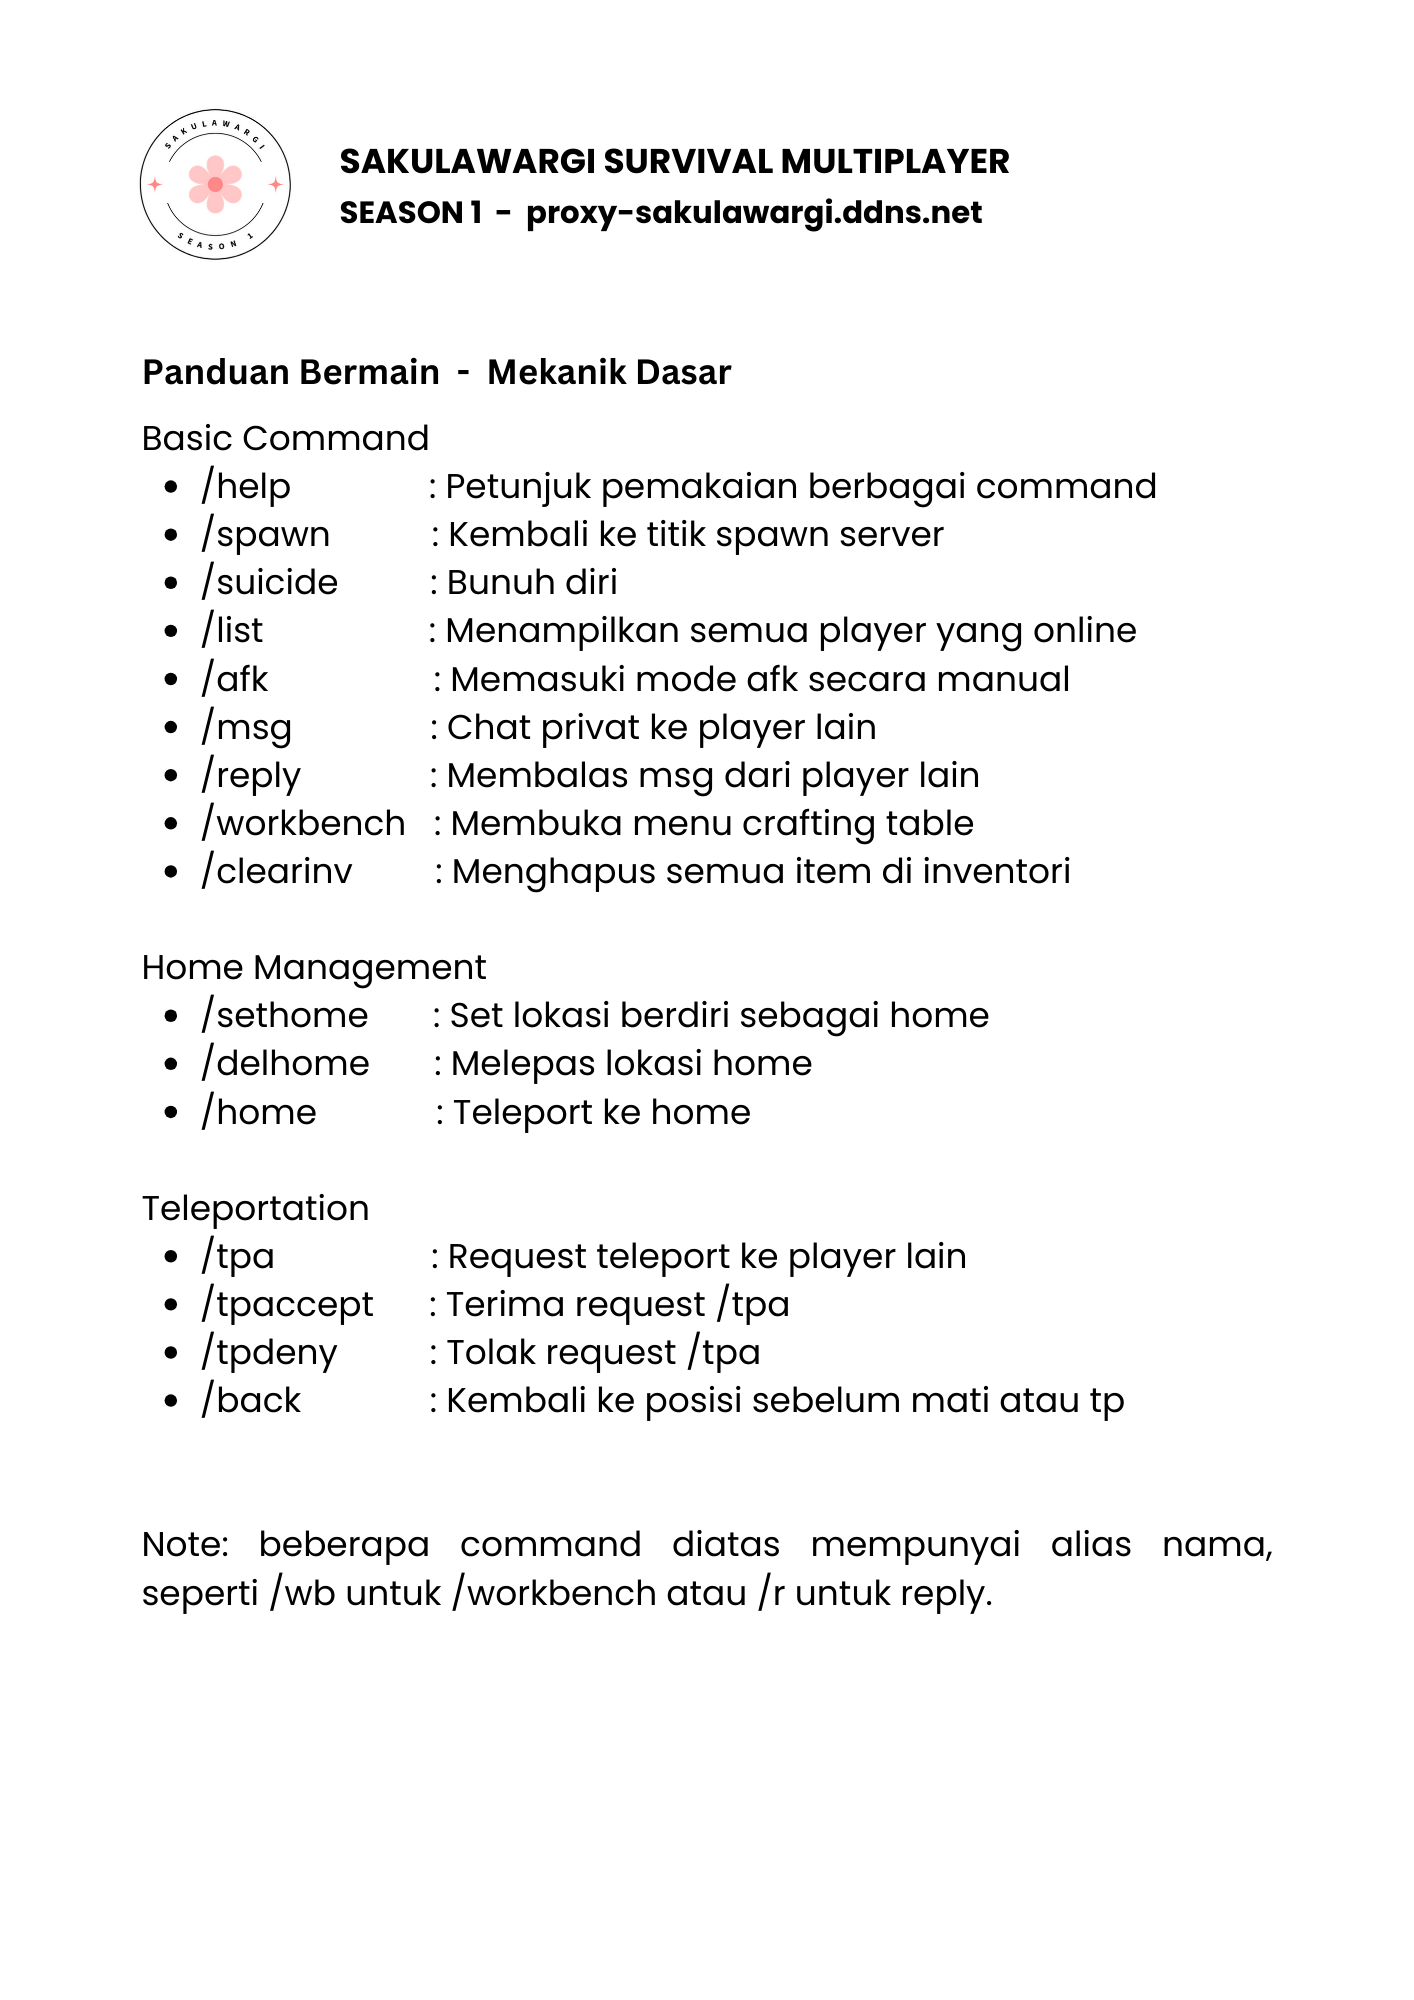 SAKULAWARGI
SEASON 1
SAKULAWARGI SURVIVAL MULTIPLAYER
SEASON 1 - proxy-sakulawargi.ddns.net
Panduan Bermain - Mekanik Dasar
Basic Command
• /help : Petunjuk pemakaian berbagai command
• /spawn : Kembali ke titik spawn server
• /suicide : Bunuh diri
• /list : Menampilkan semua player yang online
• /afk : Memasuki mode afk secara manual
• /msg : Chat privat ke player lain
• /reply : Membalas msg dari player lain
• /workbench : Membuka menu crafting table
• /clearinv : Menghapus semua item di inventori
Home Management
• /sethome : Set lokasi berdiri sebagai home
• /delhome : Melepas lokasi home
• /home : Teleport ke home
Teleportation
• /tpa : Request teleport ke player lain
• /tpaccept : Terima request /tpa
• /tpdeny : Tolak request /tpa
• /back : Kembali ke posisi sebelum mati atau tp
Note: beberapa command diatas mempunyai alias nama,
seperti /wb untuk /workbench atau /r untuk reply.